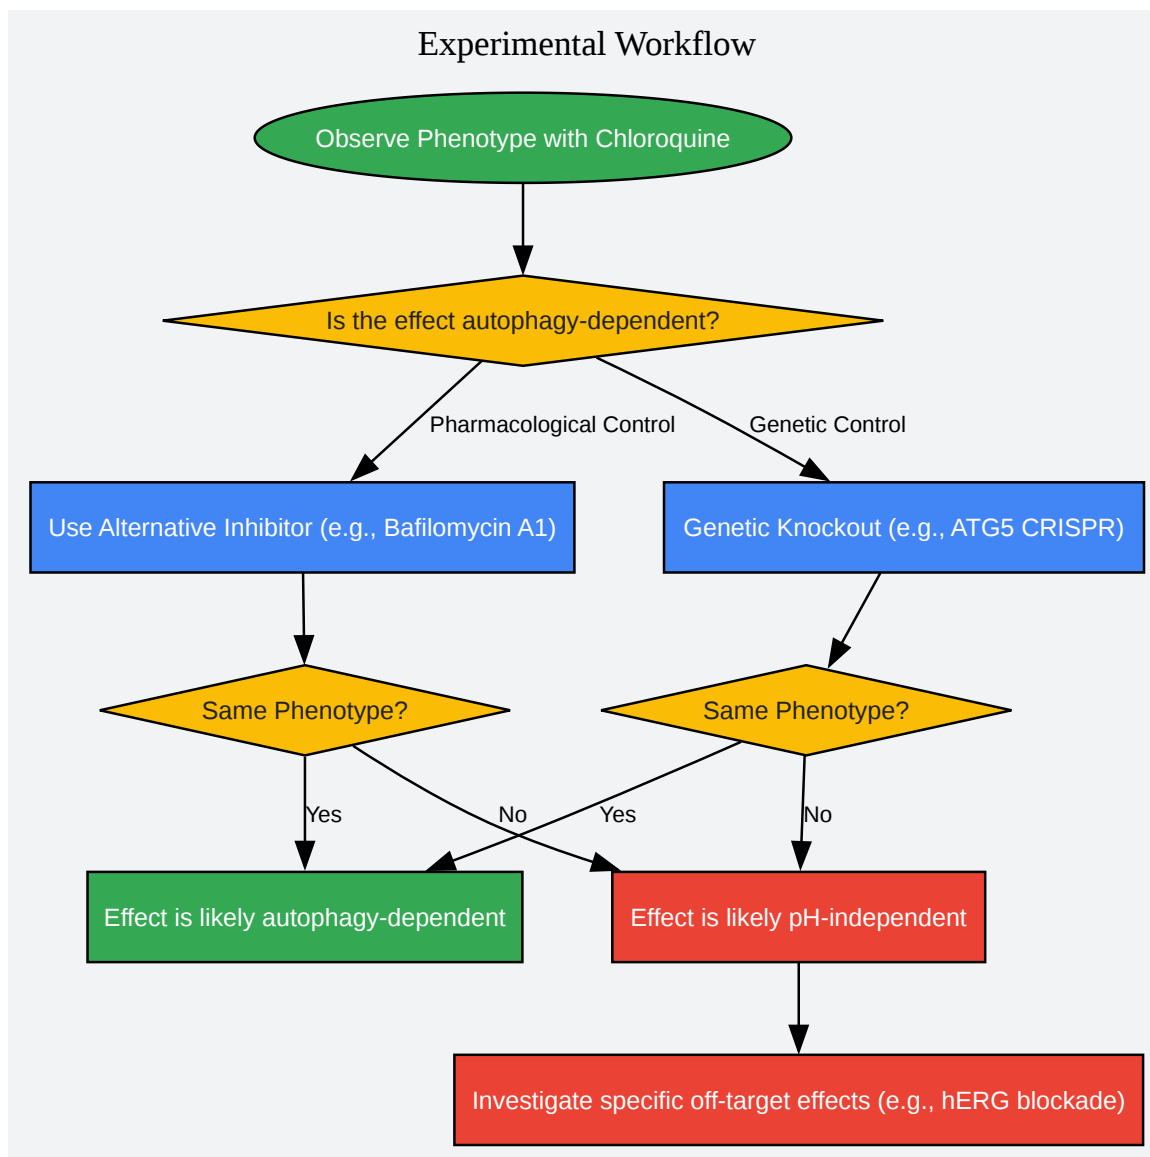 Experimental Workflow
Observe Phenotype with Chloroquine
Is the effect autophagy-dependent?
Pharmacological Control
Genetic Control
Use Alternative Inhibitor (e.g., Bafilomycin A1)
Genetic Knockout (e.g., ATG5 CRISPR)
Same Phenotype?
Same Phenotype?
Yes
No
Yes
No
Effect is likely autophagy-dependent
Effect is likely pH-independent
Investigate specific off-target effects (e.g., hERG blockade)